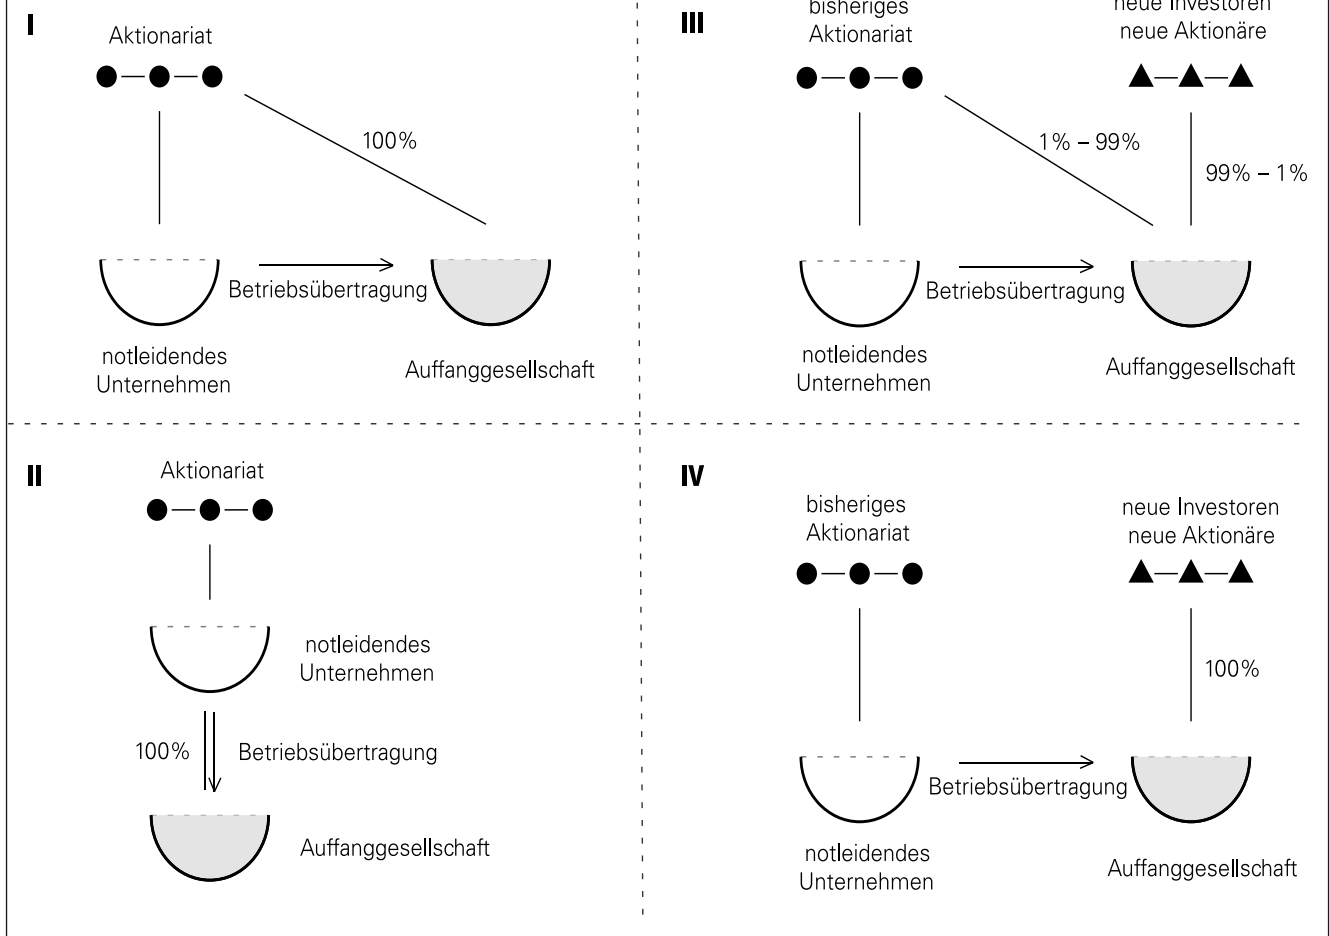 I
Aktionariat
100%
Betriebsübertragung
notleidendes
Unternehmen
Auffanggesellschaft
II
Aktionariat
notleidendes
Unternehmen
100%
Betriebsübertragung
Auffanggesellschaft
III
bisheriges
Aktionariat
neue Investoren
neue Aktionäre
1% – 99%
99% – 1%
Betriebsübertragung
notleidendes
Unternehmen
Auffanggesellschaft
IV
bisheriges
Aktionariat
neue Investoren
neue Aktionäre
100%
Betriebsübertragung
notleidendes
Unternehmen
Auffanggesellschaft